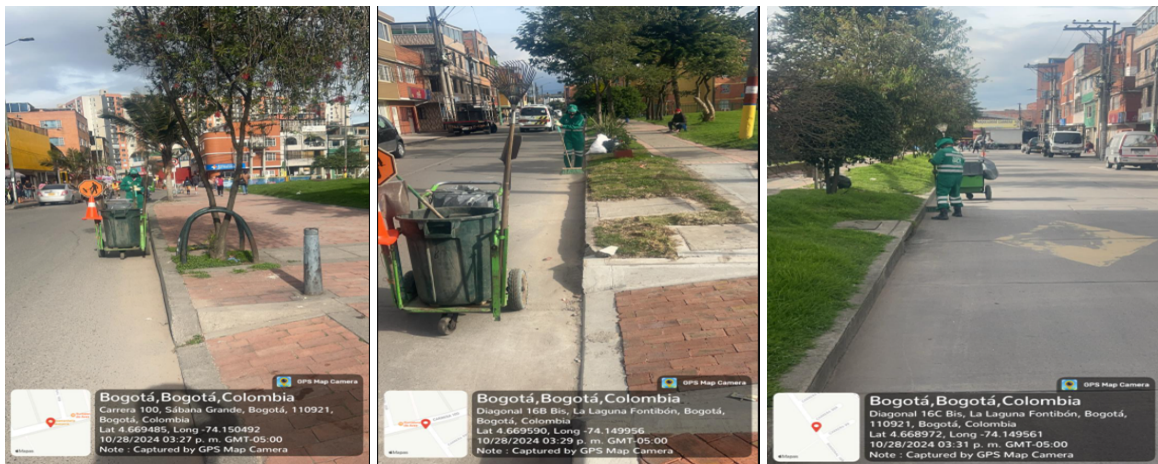 GPS Map Camera
Bogotá,Bogotá,Colombia
Carrera 100, Sábana Grande, Bogotá, 110921,
Bogotá, Colombia
Lat 4.669485, Long -74.150492
10/28/2024 03:27 p. m. GMT-05:00
Note : Captured by GPS Map Camera
GPS Map Camera
Bogotá,Bogotá,Colombia
Diagonal 16B Bis, La Laguna Fontibón, Bogotá,
Bogotá, Colombia
Lat 4.669590, Long -74.149956
10/28/2024 03:29 p. m. GMT-05:00
Note : Captured by GPS Map Camera
GPS Map Camera
Bogotá,Bogotá,Colombia
Diagonal 16C Bis, La Laguna Fontibón, Bogotá,
110921, Bogotá, Colombia
Lat 4.668972, Long -74.149561
10/28/2024 03:31 p. m. GMT-05:00
Note : Captured by GPS Map Camera